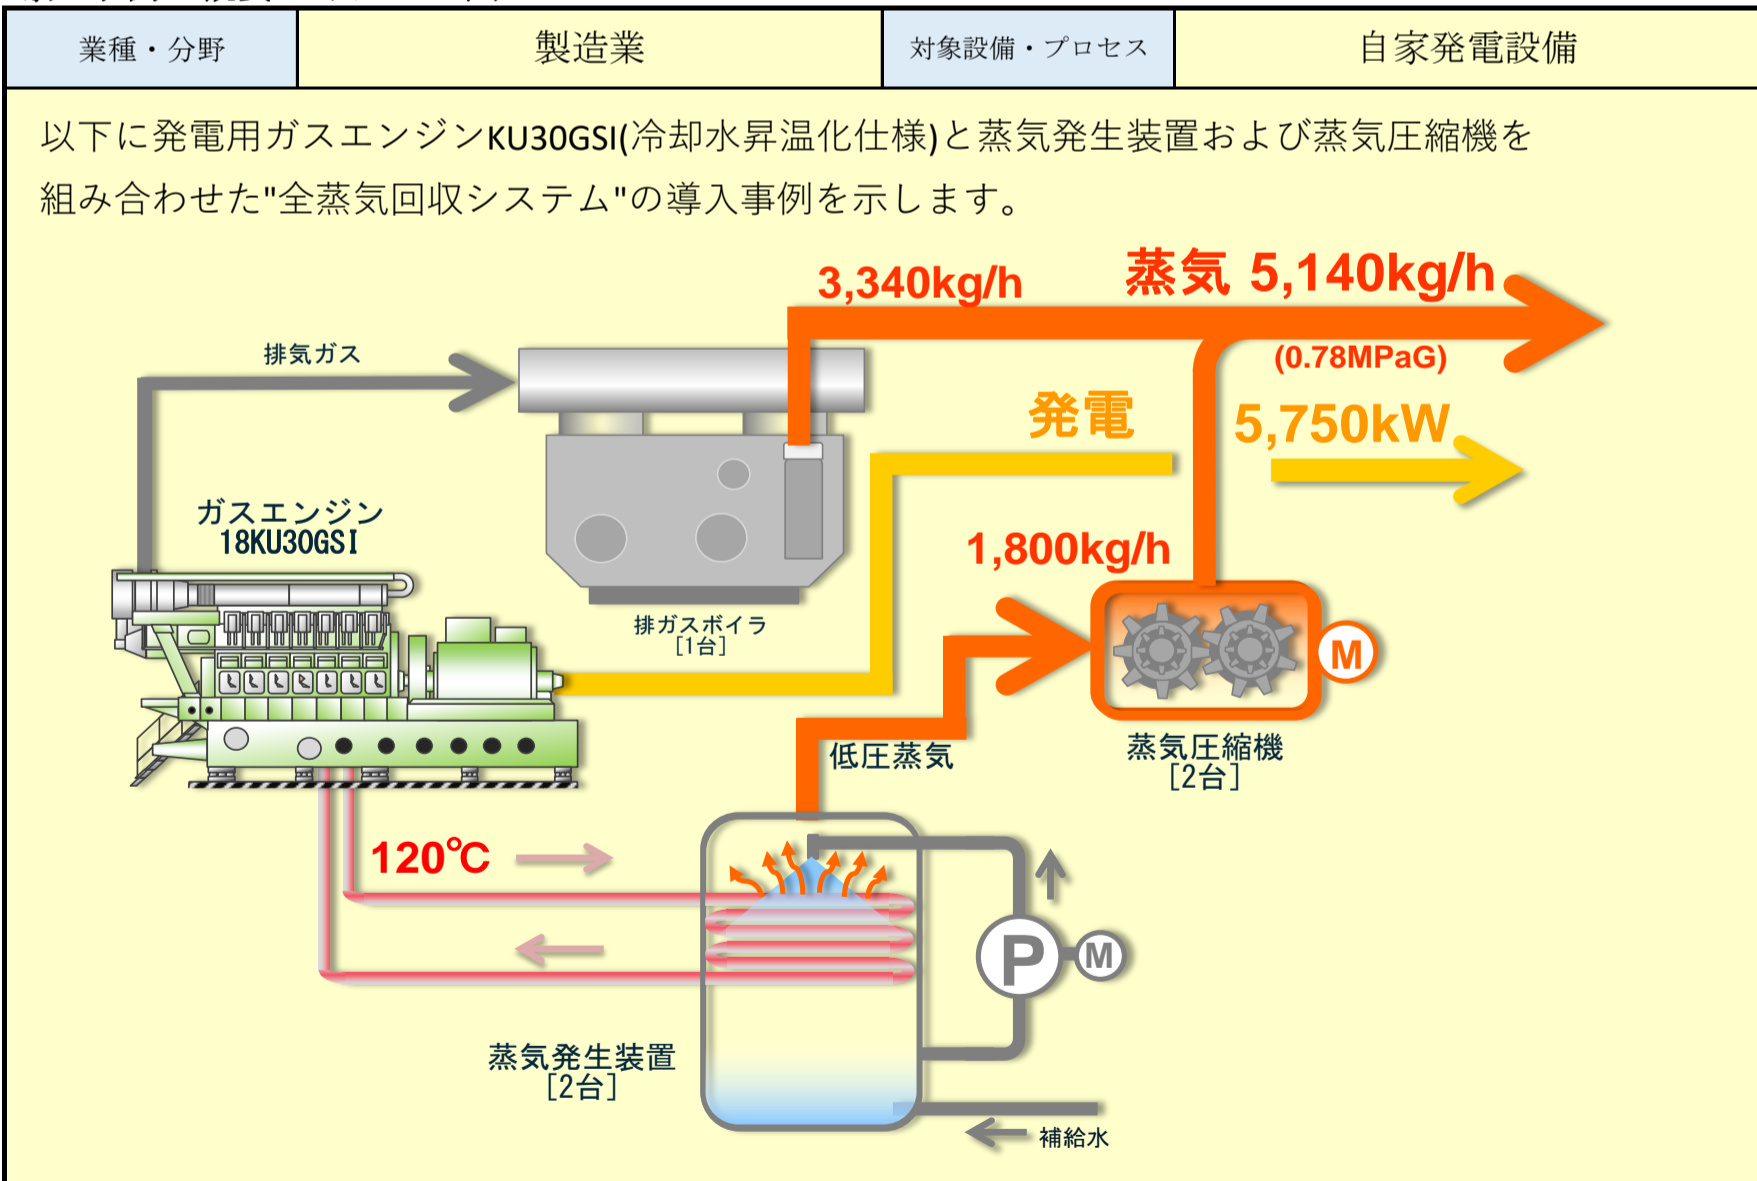 業種・分野 製造業 対象設備・プロセス 自家発電設備
以下に発電用ガスエンジンKU30GSI(冷却水昇温化仕様)と蒸気発生装置および蒸気圧縮機を
組み合わせた"全蒸気回収システム"の導入事例を示します。
3,340kg/h
蒸気 5,140kg/h
(0.78MPaG)
排気ガス
発電 5,750kW
ガスエンジン
18KU30GSI
1,800kg/h
排ガスボイラ
[1台]
M
低圧蒸気
蒸気圧縮機
[2台]
120℃
P
M
蒸気発生装置
[2台]
補給水